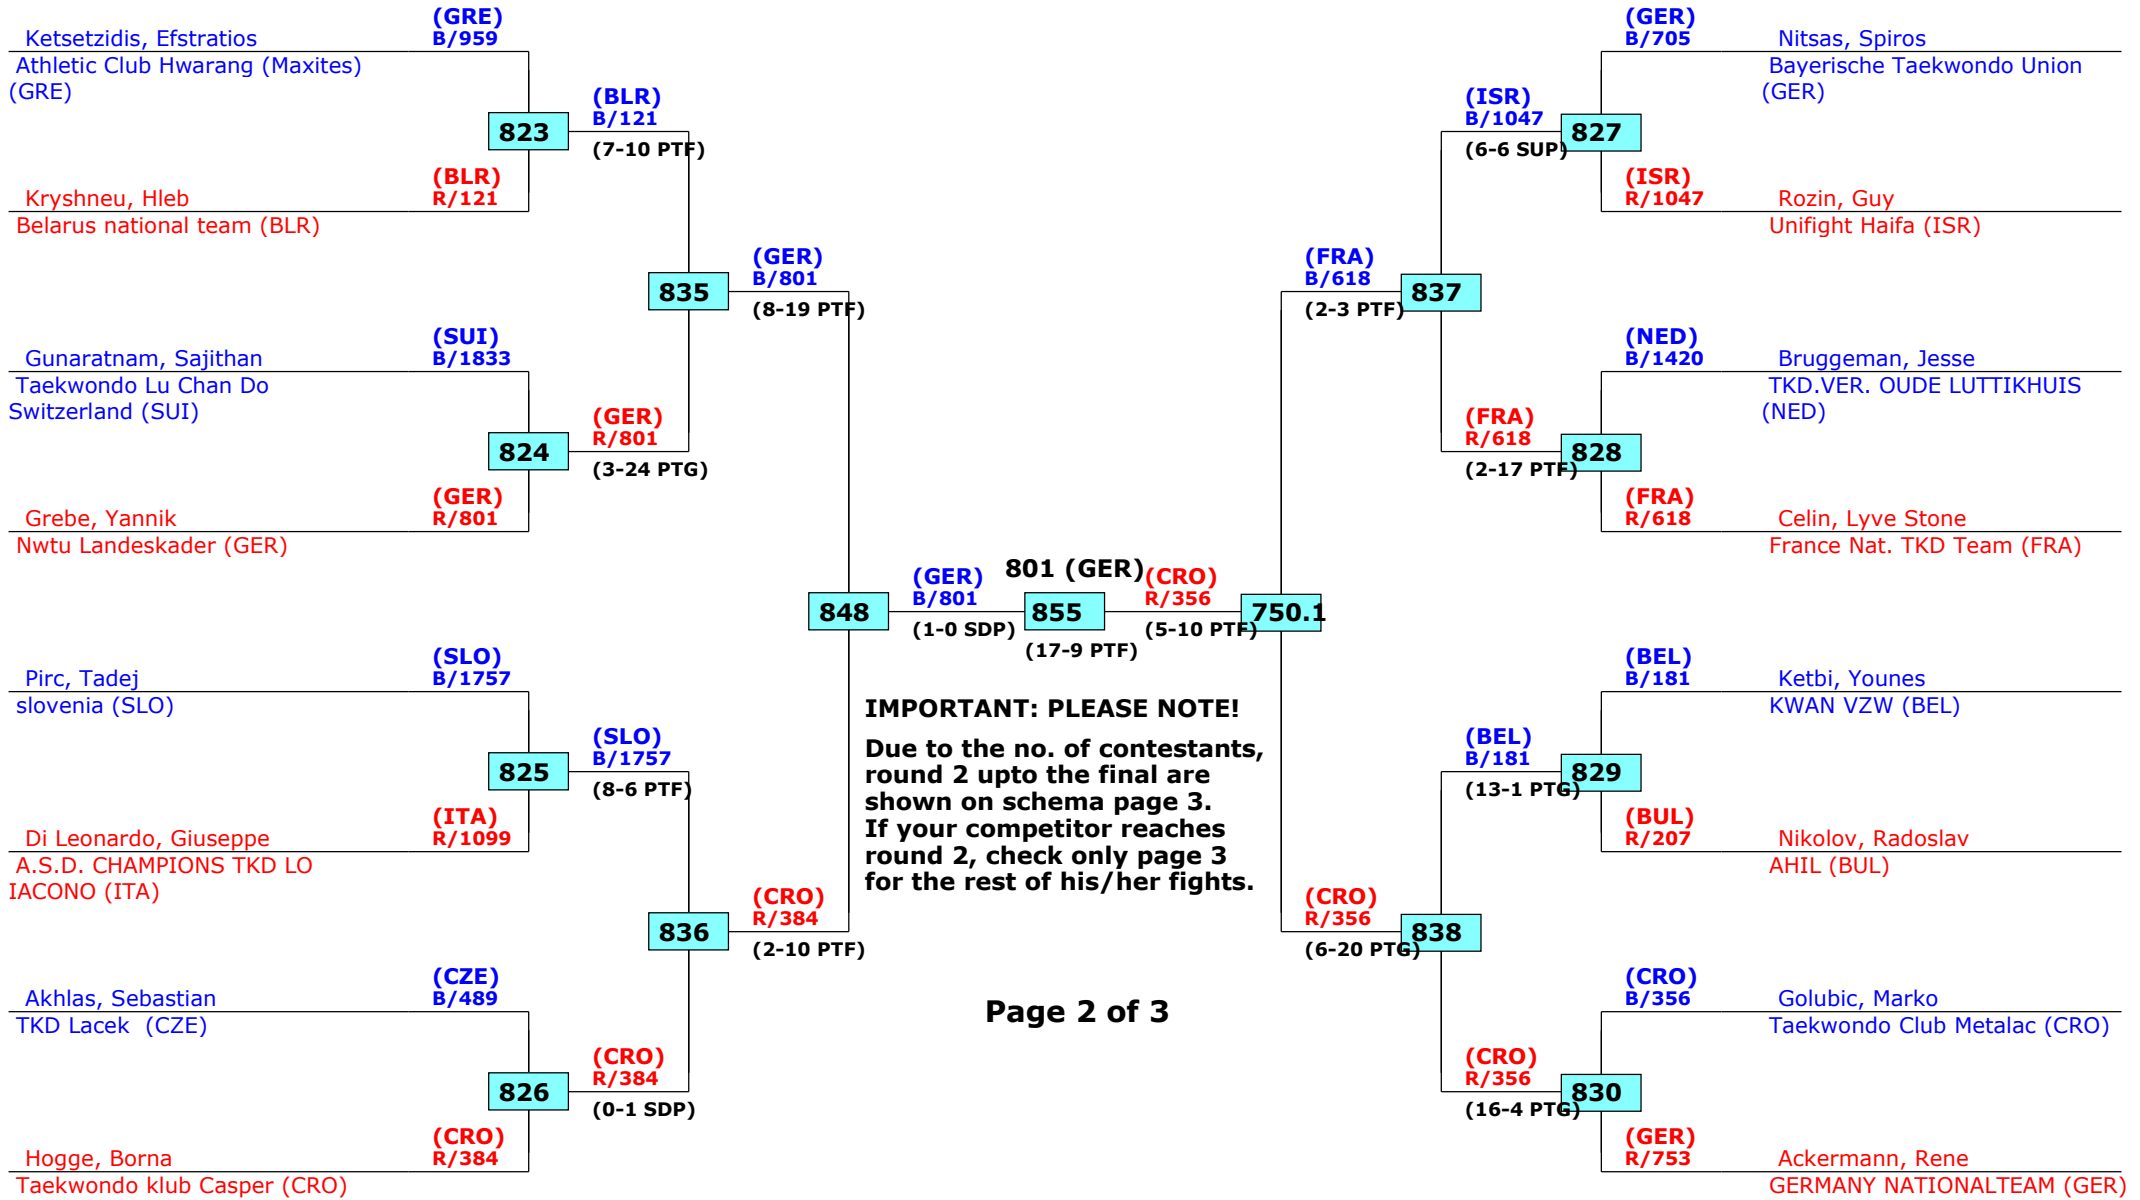 (GRE)
Ketsetzidis, Efstratios B/959
Athletic Club Hwarang (Maxites)
(GRE)
(BLR)
B/121
823
(7-10 PTF)
(BLR)
Kryshneu, Hleb R/121
Belarus national team (BLR)
(GER)
B/801
835
(8-19 PTF)
(SUI)
Gunaratnam, Sajithan B/1833
Taekwondo Lu Chan Do
Switzerland (SUI)
(GER)
R/801
824
(3-24 PTG)
(GER)
Grebe, Yannik R/801
Nwtu Landeskader (GER)
848
(GER)
B/801
(1-0 SDP)
801 (GER)
855
(17-9 PTF)
(CRO)
R/356
(5-10 PTF)
750.1
(SLO)
Pirc, Tadej B/1757
slovenia (SLO)
(SLO)
B/1757
825
(8-6 PTF)
(ITA)
Di Leonardo, Giuseppe R/1099
A.S.D. CHAMPIONS TKD LO
IACONO (ITA)
(CRO)
R/384
836
(2-10 PTF)
(CZE)
Akhlas, Sebastian B/489
TKD Lacek  (CZE)
(CRO)
R/384
826
(0-1 SDP)
(CRO)
Hogge, Borna R/384
Taekwondo klub Casper (CRO)
IMPORTANT: PLEASE NOTE!
Due to the no. of contestants,
round 2 upto the final are
shown on schema page 3.
If your competitor reaches
round 2, check only page 3
for the rest of his/her fights.
Page 2 of 3
(GER)
B/705 Nitsas, Spiros
Bayerische Taekwondo Union
(GER)
(ISR)
B/1047
827
(6-6 SUP)
(ISR)
R/1047 Rozin, Guy
Unifight Haifa (ISR)
(FRA)
B/618
837
(2-3 PTF)
(NED)
B/1420 Bruggeman, Jesse
TKD.VER. OUDE LUTTIKHUIS
(NED)
(FRA)
R/618
828
(2-17 PTF)
(FRA)
R/618 Celin, Lyve Stone
France Nat. TKD Team (FRA)
(BEL)
B/181 Ketbi, Younes
KWAN VZW (BEL)
(BEL)
B/181
829
(13-1 PTG)
(BUL)
R/207 Nikolov, Radoslav
AHIL (BUL)
(CRO)
R/356
838
(6-20 PTG)
(CRO)
B/356 Golubic, Marko
Taekwondo Club Metalac (CRO)
(CRO)
R/356
830
(16-4 PTG)
(GER)
R/753 Ackermann, Rene
GERMANY NATIONALTEAM (GER)